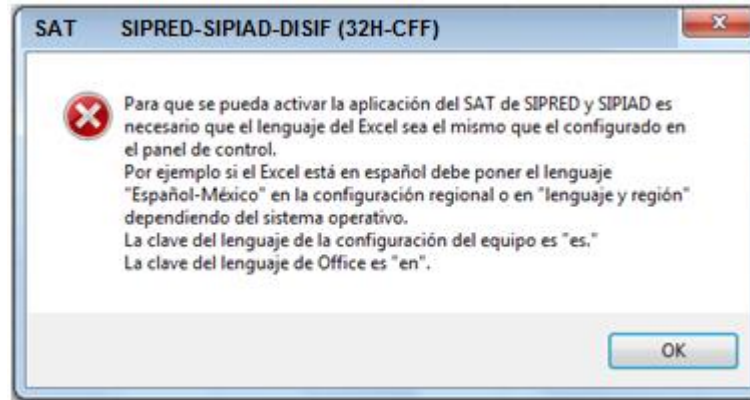 SAT SIPRED-SIPIAD-DISIF (32H-CFF)
x
Para que se pueda activar la aplicación del SAT de SIPRED y SIPIAD es
necesario que el lenguaje del Excel sea el mismo que el configurado en
el panel de control.
Por ejemplo si el Excel está en español debe poner el lenguaje
"Español-México" en la configuración regional o en "lenguaje y región"
dependiendo del sistema operativo.
La clave del lenguaje de la configuración del equipo es "es."
La clave del lenguaje de Office es "en".
OK